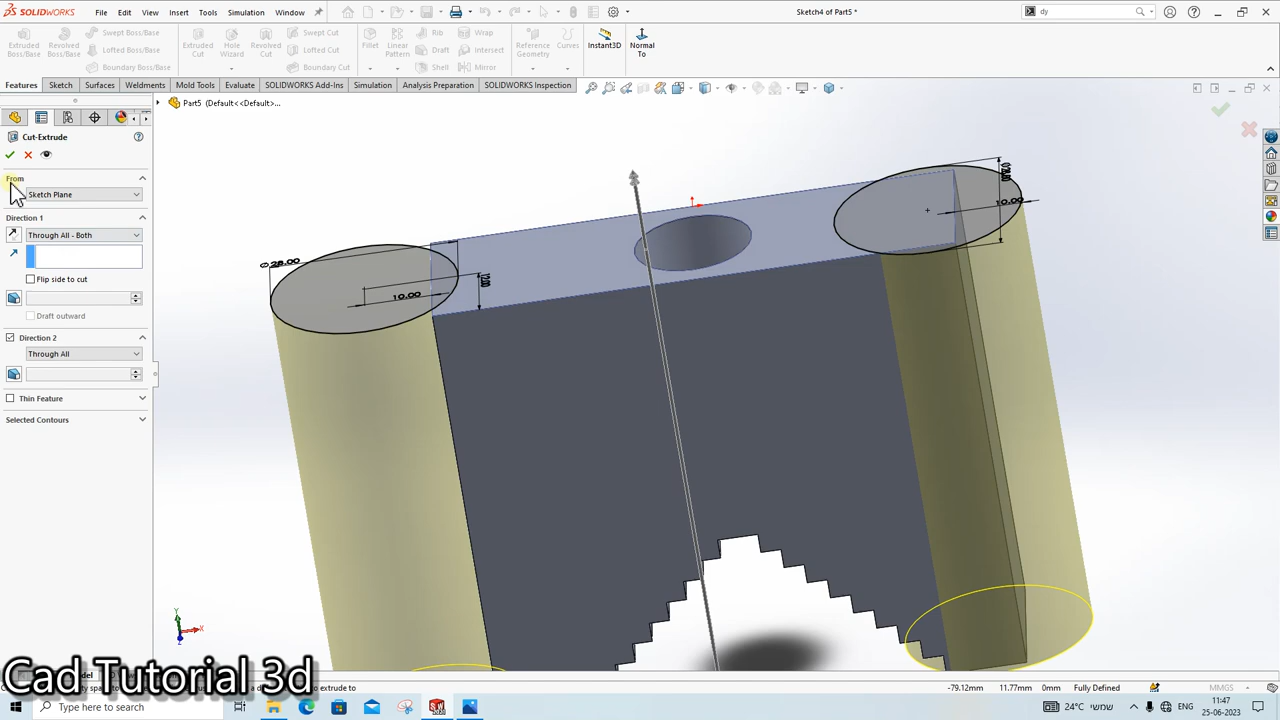 SOLIDWORKS File Edit View Insert Tools Simulation Window Sketch4 of Part5 * dy
Extruded Boss/Base Revolved Boss/Base Swept Boss/Base Lofted Boss/Base Boundary Boss/Base Extruded Cut Hole Wizard Revolved Cut Swept Cut Lofted Cut Boundary Cut Fillet Linear Pattern Rib Draft Shell Wrap Intersect Mirror Reference Geometry Curves Instant3D Normal To
Features Sketch Surfaces Weldments Mold Tools Evaluate SOLIDWORKS Add-Ins Simulation Analysis Preparation SOLIDWORKS Inspection
Part5 (Default<<Default>...
Cut-Extrude
From
Sketch Plane
Direction 1
Through All - Both
Flip side to cut
Draft outward
Direction 2
Through All
Thin Feature
Selected Contours
10.00
∅28.00
12.00
10.00
Y
X
Z
Cad Tutorial 3d
-79.12mm 11.77mm 0mm Fully Defined MMGS
Type here to search
24°C שמשי ENG 11:47
25-06-2023